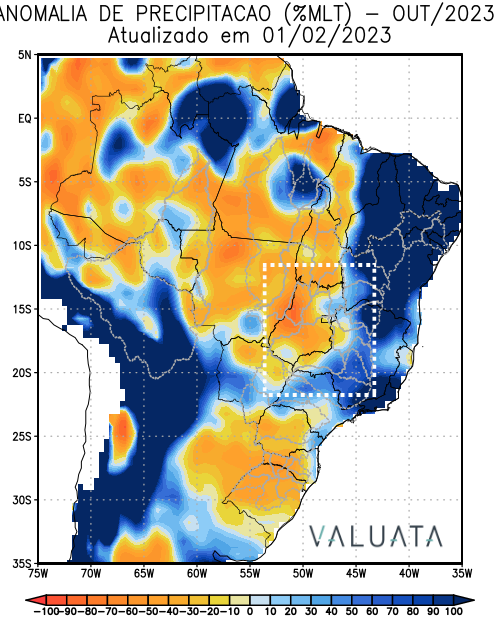 ANOMALIA DE PRECIPITACAO (%MLT) – OUT/2023
Atualizado em 01/02/2023
5N
EQ
5S
10S
15S
20S
25S
30S
35S
VALUATA
75W 70W 65W 60W 55W 50W 45W 40W 35W
-100 -90 -80 -70 -60 -50 -40 -30 -20 -10 0 10 20 30 40 50 60 70 80 90 100